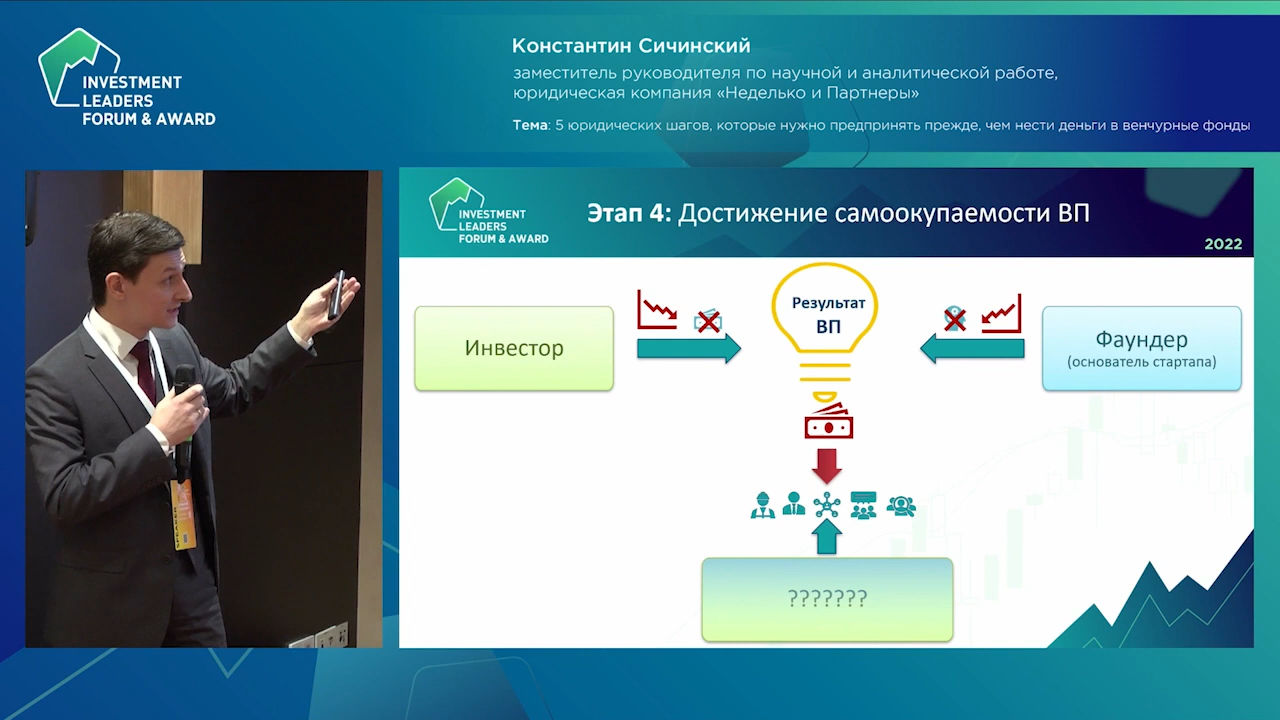 INVESTMENT
LEADERS
FORUM & AWARD
Константин Сичинский
заместитель руководителя по научной и аналитической работе,
юридическая компания «Неделько и Партнеры»
Тема: 5 юридических шагов, которые нужно предпринять прежде, чем нести деньги в венчурные фонды
INVESTMENT
LEADERS
FORUM & AWARD
Этап 4: Достижение самоокупаемости ВП
2022
Инвестор
Результат
ВП
Фаундер
(основатель стартапа)
???????
SPEAKER